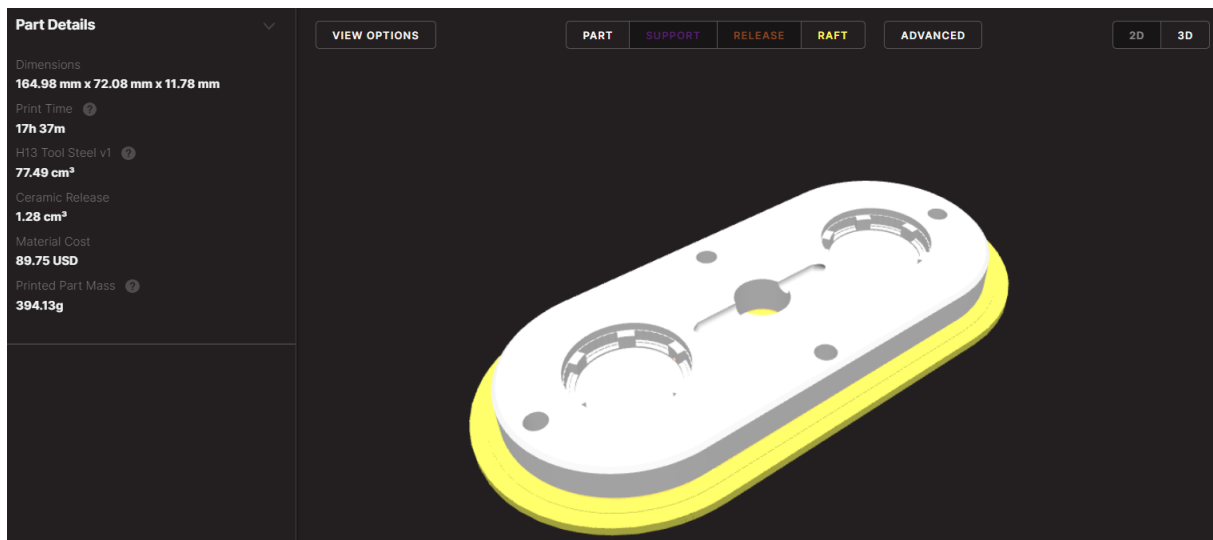 Part Details
Dimensions
164.98 mm x 72.08 mm x 11.78 mm
Print Time ?
17h 37m
H13 Tool Steel v1 ?
77.49 cm³
Ceramic Release
1.28 cm³
Material Cost
89.75 USD
Printed Part Mass ?
394.13g
VIEW OPTIONS
PART SUPPORT RELEASE RAFT
ADVANCED
2D 3D